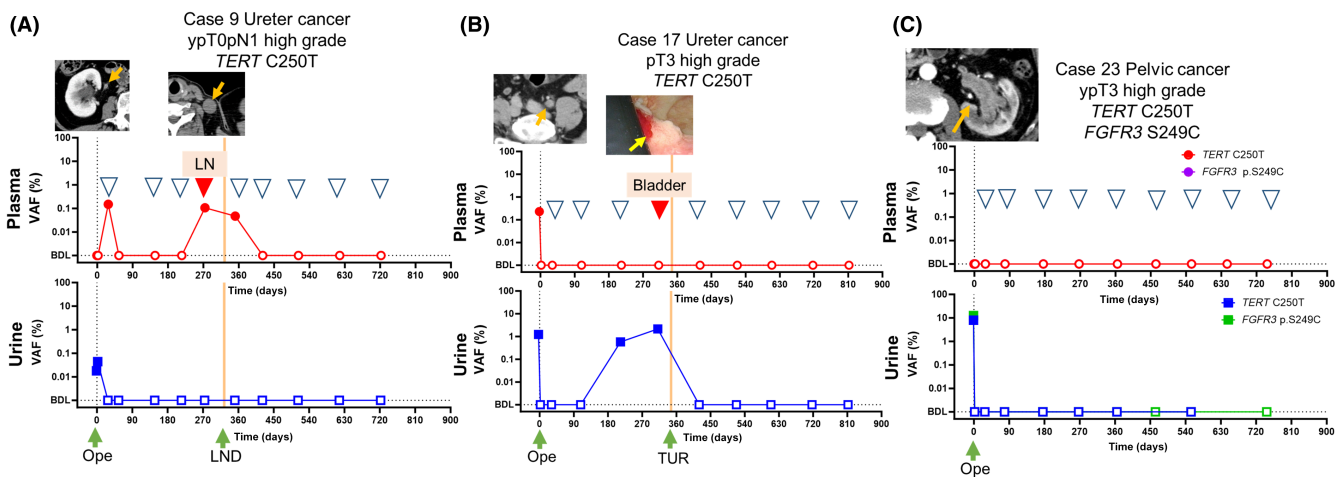 (A)
Case 9 Ureter cancer
ypT0pN1 high grade
TERT C250T
LN
Plasma
VAF (%)
100
10
1
0.1
0.01
BDL
0 90 180 270 360 450 540 630 720 810 900
Time (days)
Urine
VAF (%)
100
10
1
0.1
0.01
BDL
0 90 180 270 360 450 540 630 720 810 900
Time (days)
Ope
LND
(B)
Case 17 Ureter cancer
pT3 high grade
TERT C250T
Bladder
Plasma
VAF (%)
100
10
1
0.1
0.01
BDL
0 90 180 270 360 450 540 630 720 810 900
Time (days)
Urine
VAF (%)
100
10
1
0.1
0.01
BDL
0 90 180 270 360 450 540 630 720 810 900
Time (days)
Ope
TUR
(C)
Case 23 Pelvic cancer
ypT3 high grade
TERT C250T
FGFR3 S249C
TERT C250T
FGFR3 p.S249C
Plasma
VAF (%)
100
10
1
0.1
0.01
BDL
0 90 180 270 360 450 540 630 720 810 900
Time (days)
TERT C250T
FGFR3 p.S249C
Urine
VAF (%)
100
10
1
0.1
0.01
BDL
0 90 180 270 360 450 540 630 720 810 900
Time (days)
Ope